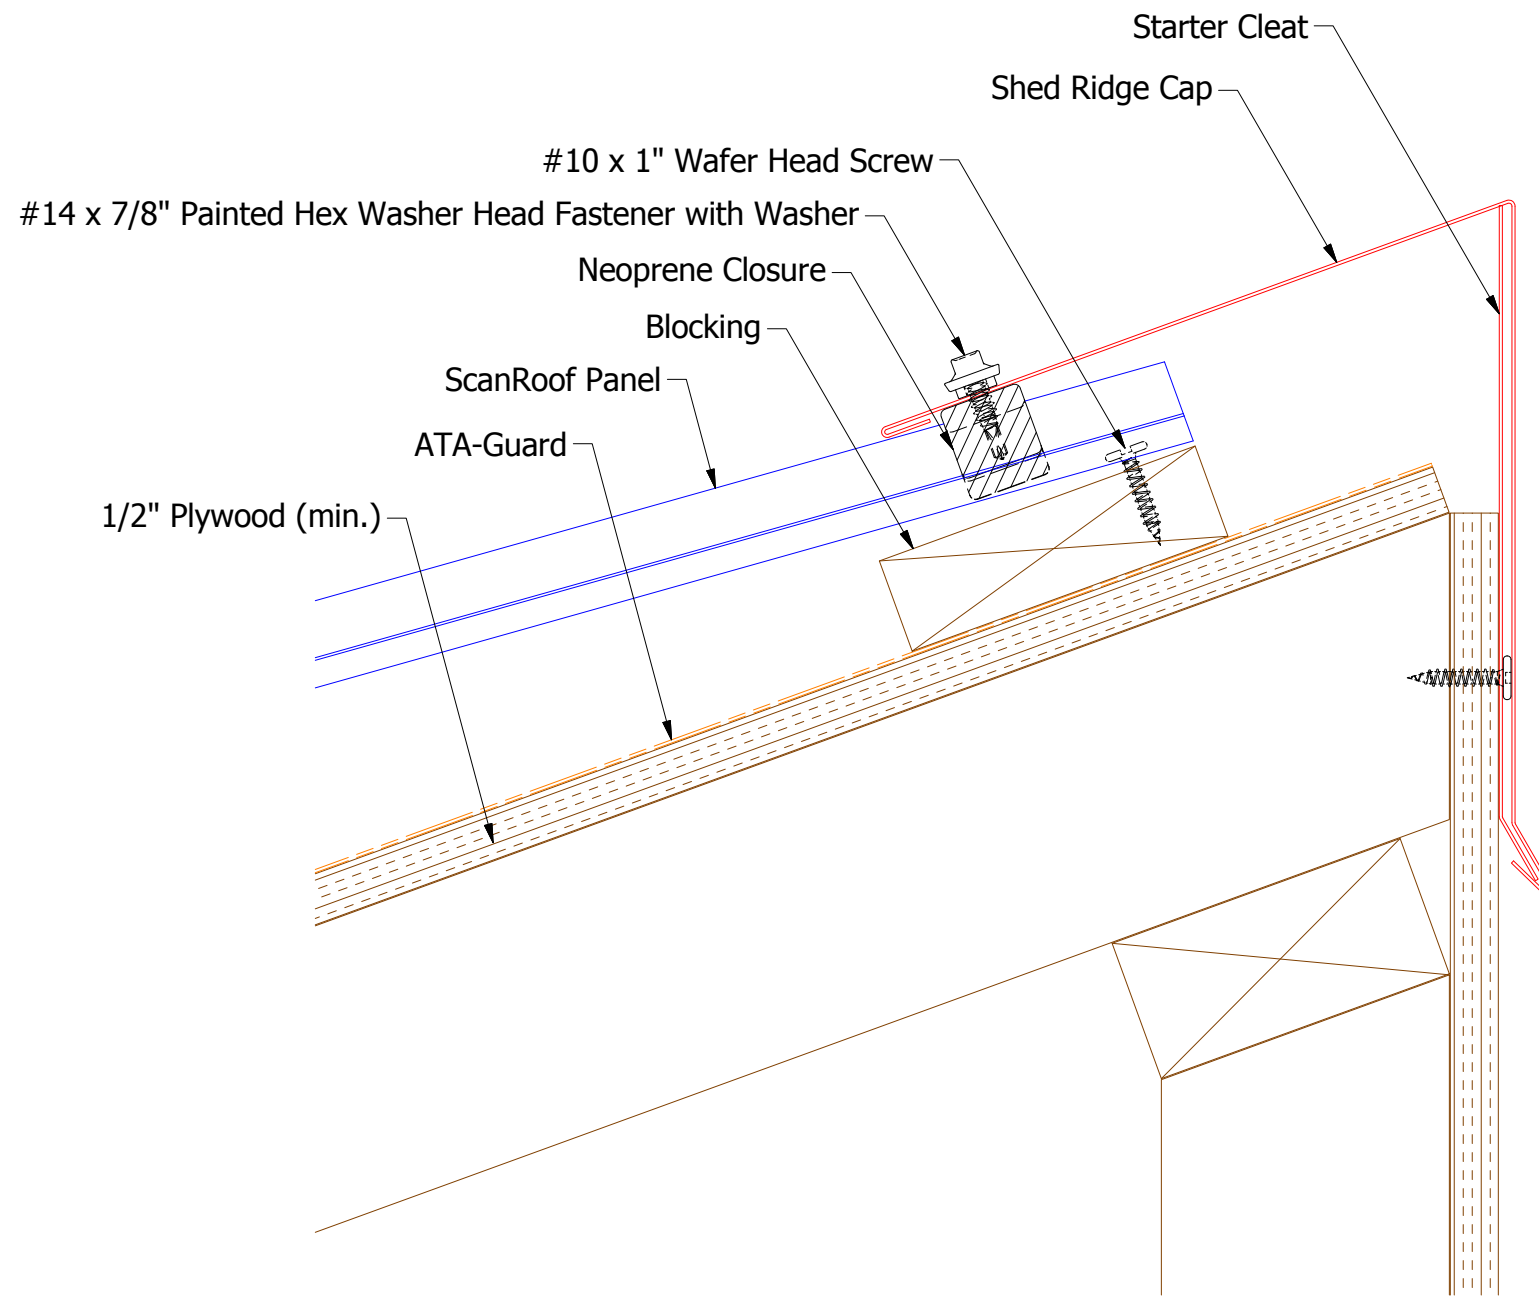 Starter Cleat
Shed Ridge Cap
#10 x 1" Wafer Head Screw
#14 x 7/8" Painted Hex Washer Head Fastener with Washer
Neoprene Closure
Blocking
ScanRoof Panel
ATA-Guard
1/2" Plywood (min.)